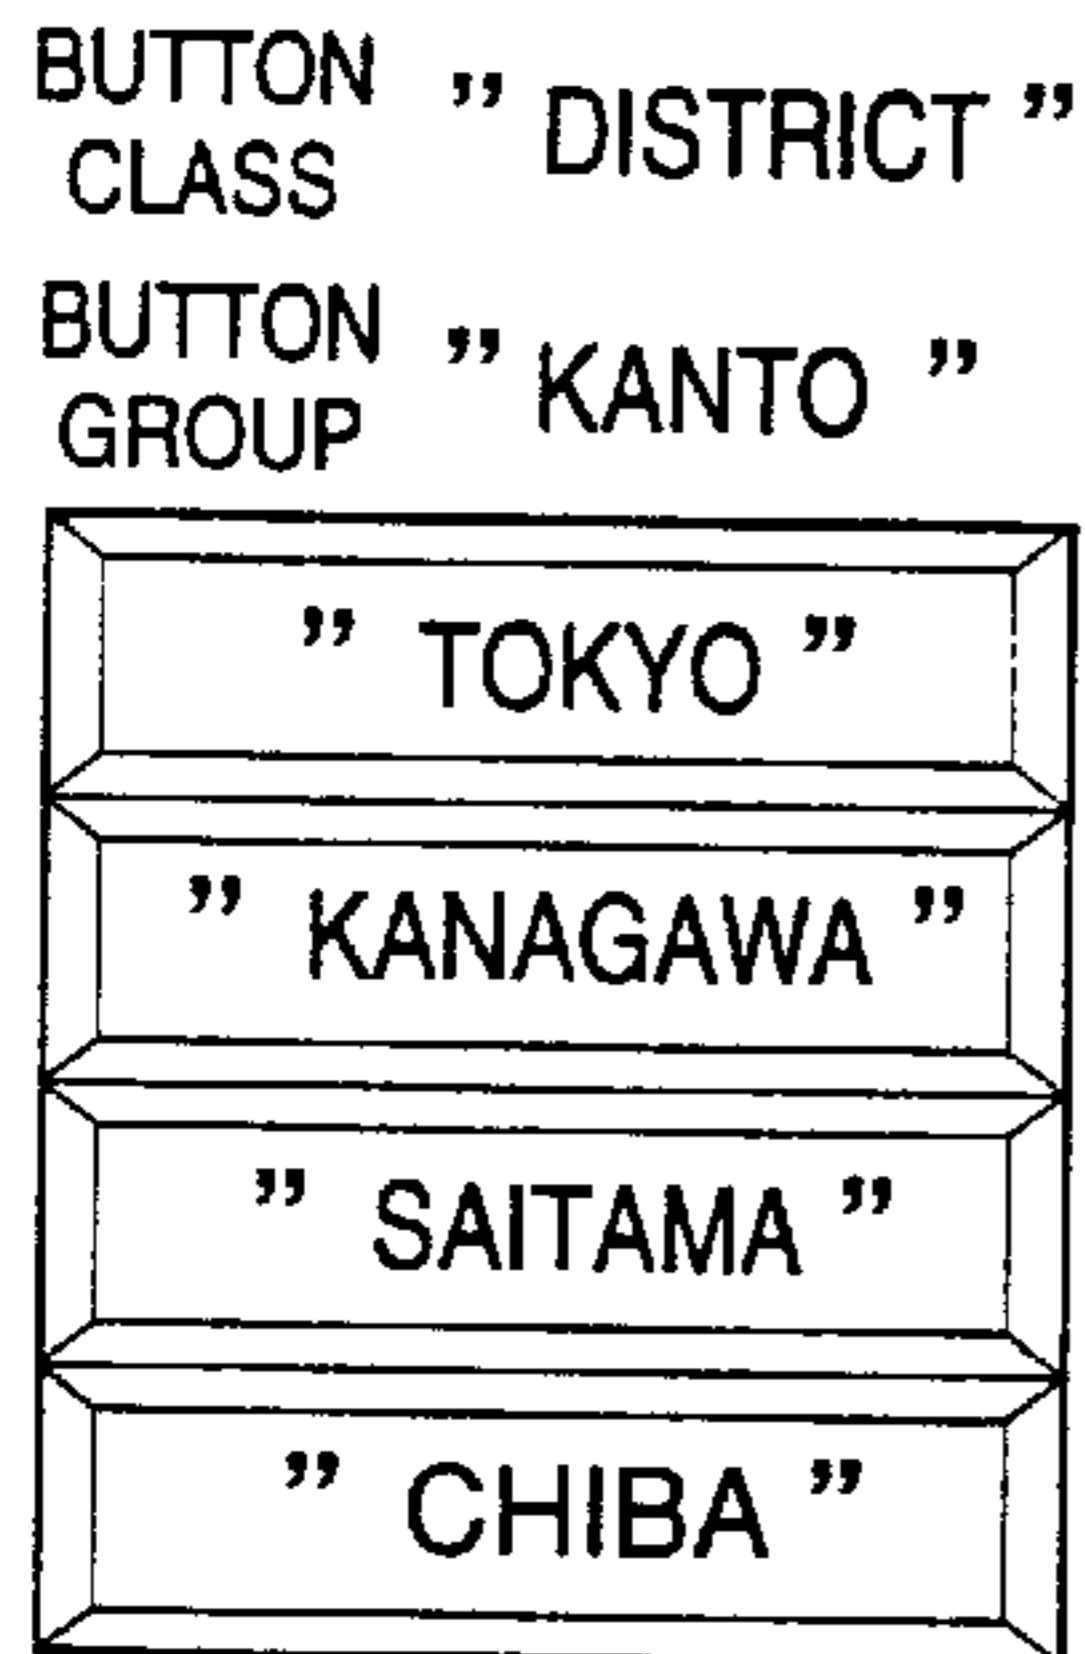 BUTTON CLASS ” DISTRICT ”
BUTTON GROUP ” KANTO ”
” TOKYO ”
” KANAGAWA ”
” SAITAMA ”
” CHIBA ”